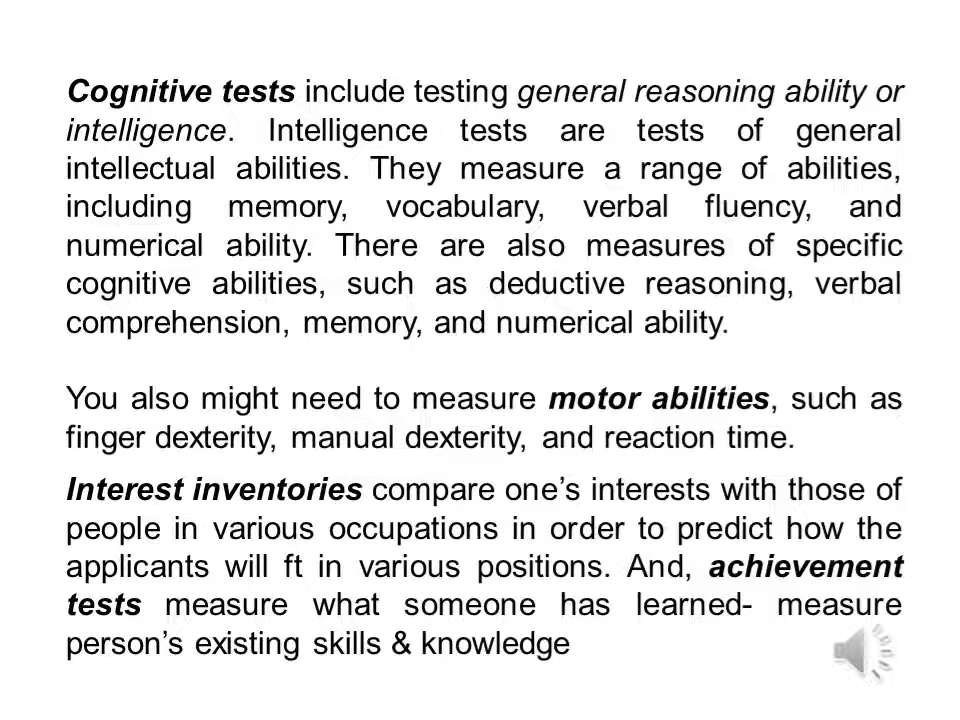 Cognitive tests include testing general reasoning ability or
intelligence. Intelligence tests are tests of general
intellectual abilities. They measure a range of abilities,
including memory, vocabulary, verbal fluency, and
numerical ability. There are also measures of specific
cognitive abilities, such as deductive reasoning, verbal
comprehension, memory, and numerical ability.
You also might need to measure motor abilities, such as
finger dexterity, manual dexterity, and reaction time.
Interest inventories compare one’s interests with those of
people in various occupations in order to predict how the
applicants will ft in various positions. And, achievement
tests measure what someone has learned- measure
person’s existing skills & knowledge